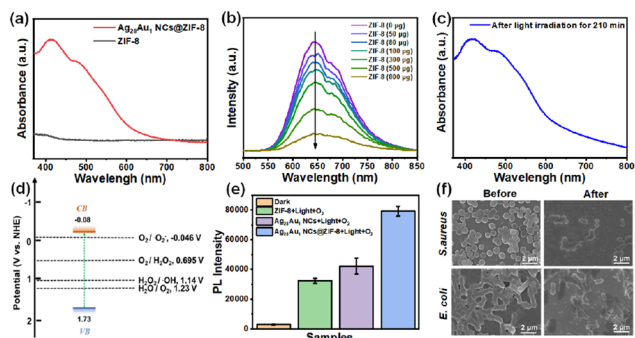 (a)
Ag₂₈Au₁ NCs@ZIF-8
ZIF-8
Absorbance (a.u.)
400 500 600 700 800
Wavelengh (nm)
(b)
ZIF-8 (0 μg)
ZIF-8 (50 μg)
ZIF-8 (80 μg)
ZIF-8 (100 μg)
ZIF-8 (300 μg)
ZIF-8 (500 μg)
ZIF-8 (800 μg)
Intensity (a.u.)
500 550 600 650 700 750 800 850
Wavelength (nm)
(c)
After light irradiation for 210 min
Absorbance (a.u.)
400 500 600 700 800
Wavelength (nm)
(d)
Potential (V vs. NHE)
-1
0
1
2
CB
-0.08
O₂ / O₂⁻, -0.046 V
O₂ / H₂O₂, 0.695 V
H₂O₂ / ·OH, 1.14 V
H₂O / O₂, 1.23 V
1.73
VB
(e)
Dark
ZIF-8+Light+O₂
Ag₂₈Au₁ NCs+Light+O₂
Ag₂₈Au₁ NCs@ZIF-8+Light+O₂
PL Intensity
80000
60000
40000
20000
0
Samples
(f)
Before After
S.aureus
2 μm 2 μm
E. coli
2 μm 2 μm